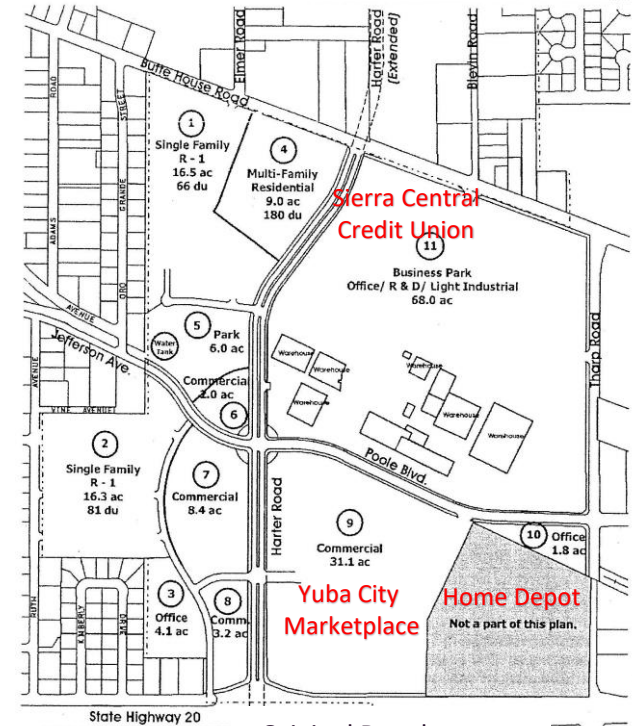 Butte House Road
Elmer Road
Harter Road
(Extended)
Blevin Road
ROAD
ADAMS
STREET
GRANDE
ORO
1
Single Family
R - 1
16.5 ac
66 du
4
Multi-Family
Residential
9.0 ac
180 du
Sierra Central
Credit Union
11
Business Park
Office/ R & D/ Light Industrial
68.0 ac
Tharp Road
AVENUE
Jefferson Ave.
5
Park
6.0 ac
Water
Tank
Commercial
2.0 ac
6
Warehouse
Warehouse
Warehouse
Warehouse
Warehouse
Warehouse
Poole Blvd.
AVENUE
VINE AVENUE
2
Single Family
R - 1
16.3 ac
81 du
7
Commercial
8.4 ac
Harter Road
9
Commercial
31.1 ac
10
Office
1.8 ac
Yuba City
Marketplace
Home Depot
Not a part of this plan.
3
Office
4.1 ac
8
Comm.
3.2 ac
RUTH
KIMBERLY
DRIVE
State Highway 20